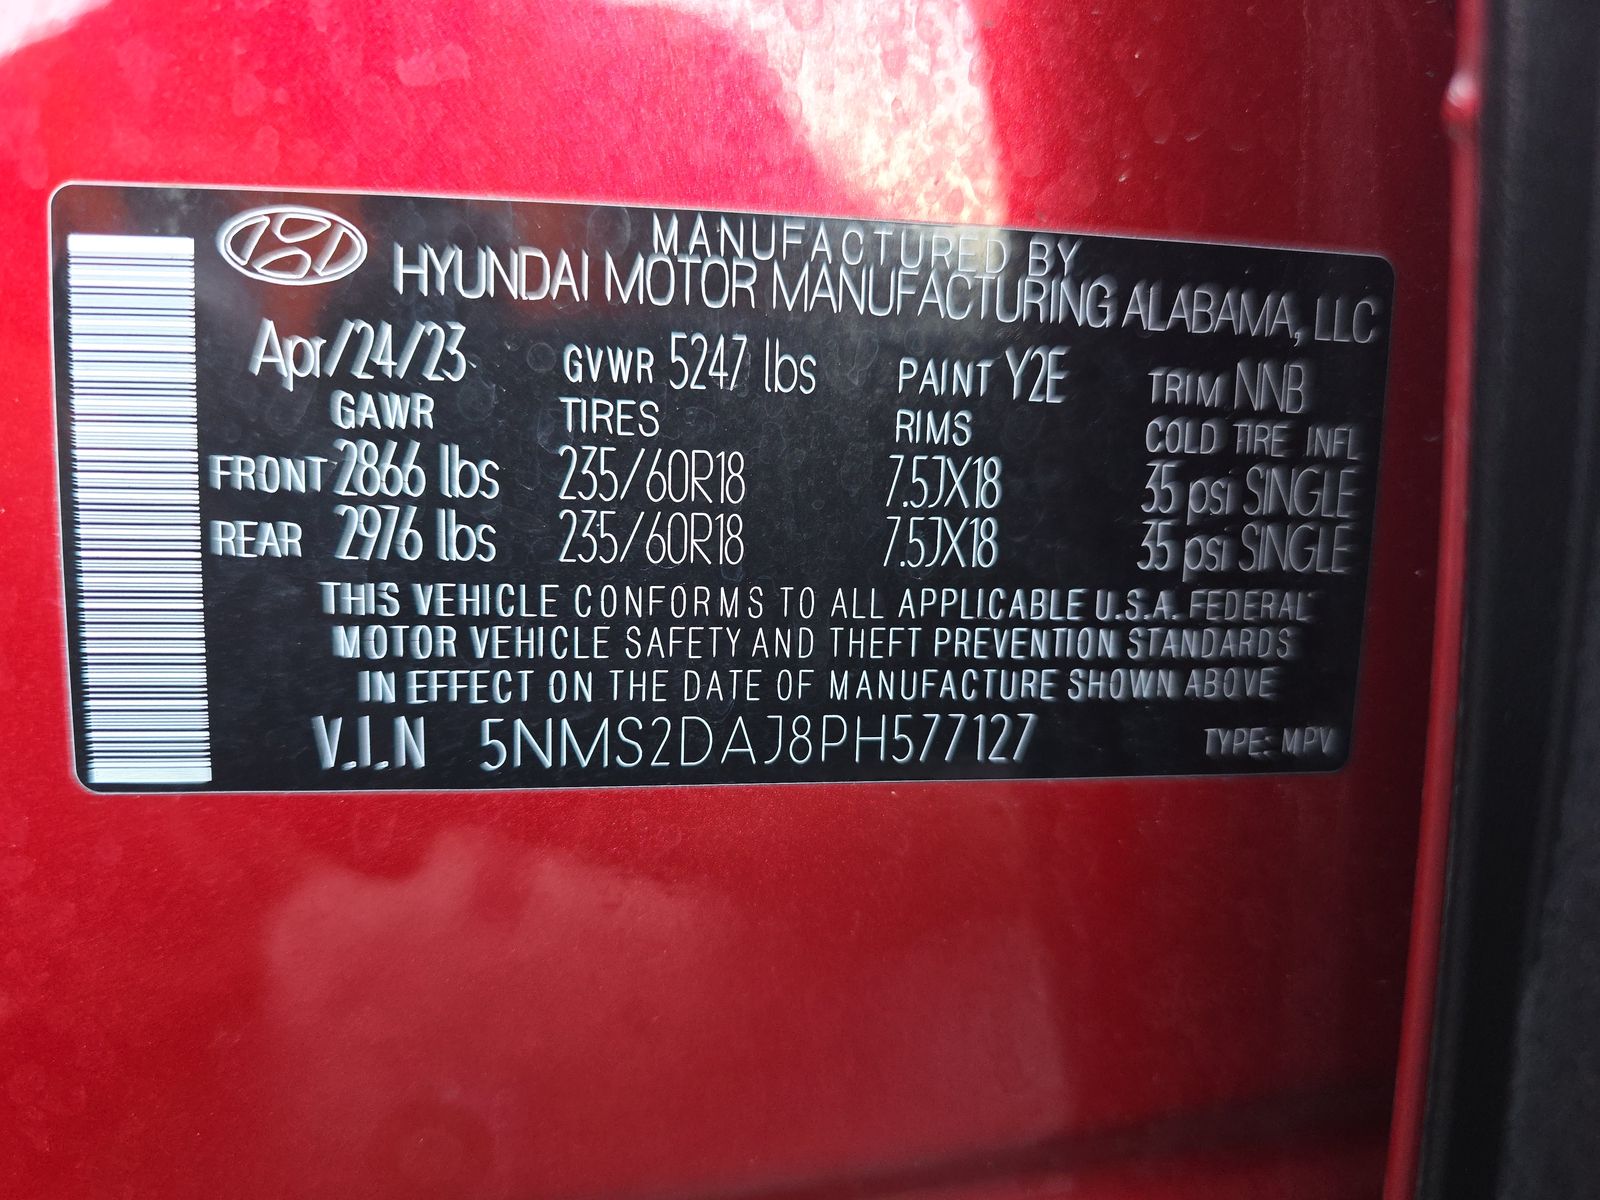 MANUFACTURED BY
HYUNDAI MOTOR MANUFACTURING ALABAMA, LLC
Apr/24/23 GVWR 5247 lbs PAINT Y2E TRIM NNB
GAWR TIRES RIMS COLD TIRE INFL
FRONT 2866 lbs 235/60R18 7.5JX18 35 psi SINGLE
REAR 2976 lbs 235/60R18 7.5JX18 35 psi SINGLE
THIS VEHICLE CONFORMS TO ALL APPLICABLE U.S.A. FEDERAL
MOTOR VEHICLE SAFETY AND THEFT PREVENTION STANDARDS
IN EFFECT ON THE DATE OF MANUFACTURE SHOWN ABOVE
V.I.N 5NMS2DAJ8PH577127 TYPE: MPV